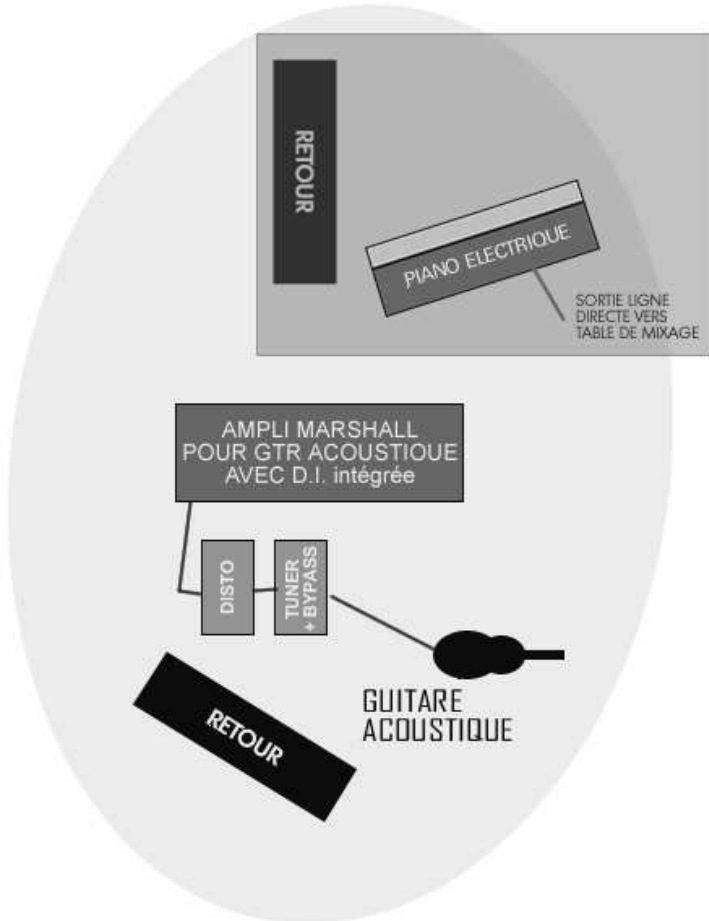 RETOUR
PIANO ELECTRIQUE
SORTIE LIGNE
DIRECTE VERS
TABLE DE MIXAGE
AMPLI MARSHALL
POUR GTR ACOUSTIQUE
AVEC D.I. intégrée
DISTO
TUNER
+ BYPASS
GUITARE
ACOUSTIQUE
RETOUR